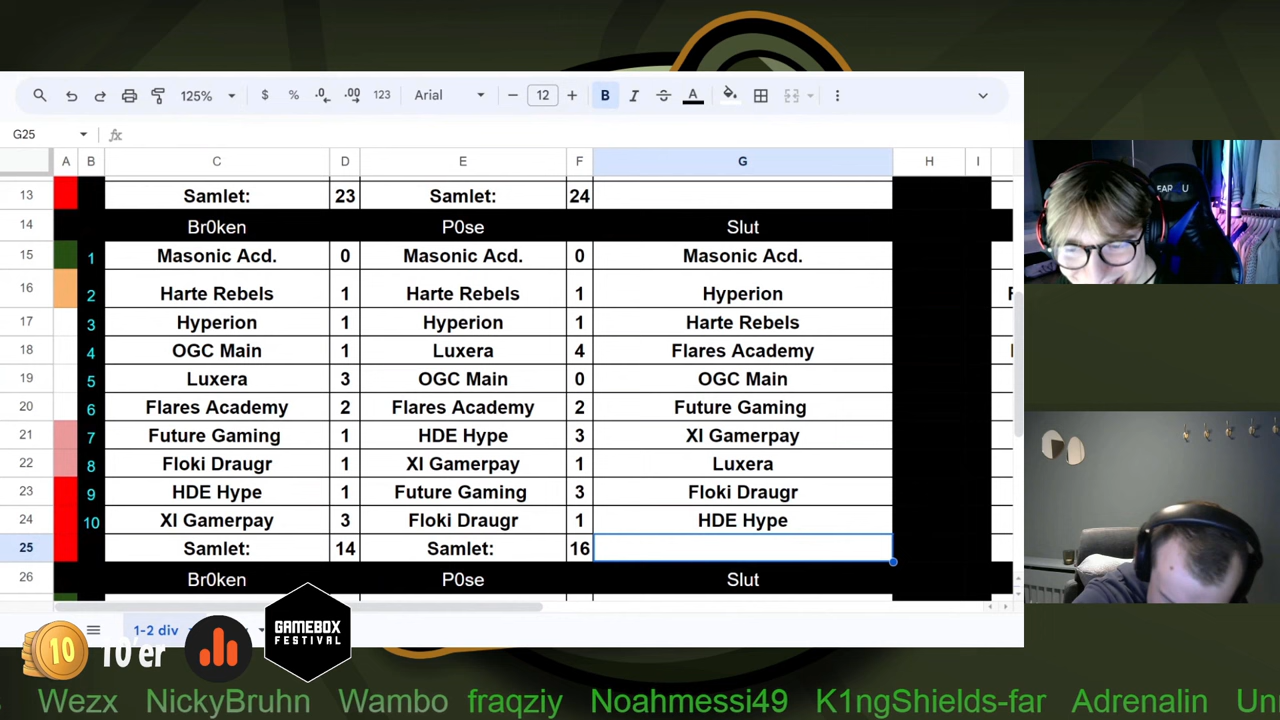 125% $ % .0 .00 123 Arial 12 B I A
G25 fx
A B C D E F G H I
13 Samlet: 23 Samlet: 24
14 Br0ken P0se Slut
15 1 Masonic Acd. 0 Masonic Acd. 0 Masonic Acd.
16 2 Harte Rebels 1 Harte Rebels 1 Hyperion
17 3 Hyperion 1 Hyperion 1 Harte Rebels
18 4 OGC Main 1 Luxera 4 Flares Academy
19 5 Luxera 3 OGC Main 0 OGC Main
20 6 Flares Academy 2 Flares Academy 2 Future Gaming
21 7 Future Gaming 1 HDE Hype 3 XI Gamerpay
22 8 Floki Draugr 1 XI Gamerpay 1 Luxera
23 9 HDE Hype 1 Future Gaming 3 Floki Draugr
24 10 XI Gamerpay 3 Floki Draugr 1 HDE Hype
25 Samlet: 14 Samlet: 16
26 Br0ken P0se Slut
1-2 div
10 10'er
GAMEBOX
FESTIVAL
Wezx NickyBruhn Wambo fraqziy Noahmessi49 K1ngShields-far Adrenalin Un